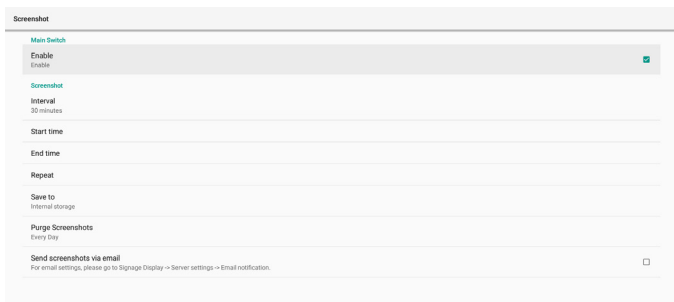 Screenshot
Main Switch
Enable
Enable
Screenshot
Interval
30 minutes
Start time
End time
Repeat
Save to
Internal storage
Purge Screenshots
Every Day
Send screenshots via email
For email settings, please go to Signage Display -> Server settings -> Email notification.